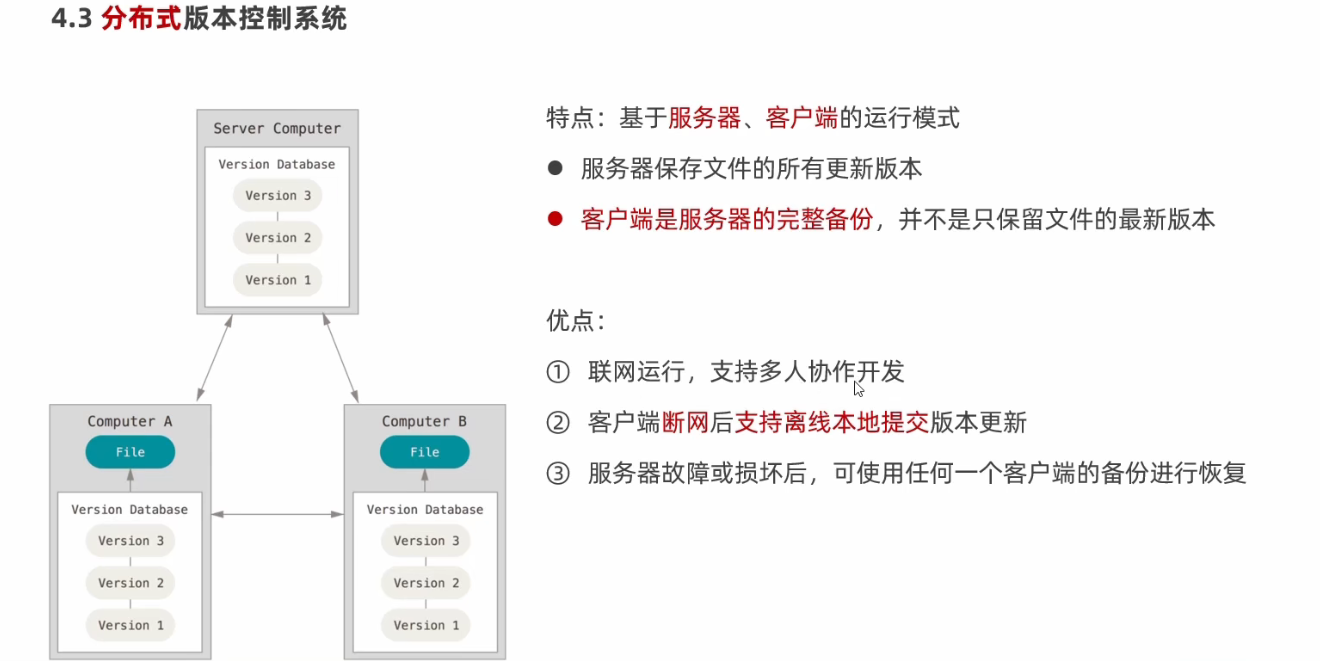 4.3 分布式版本控制系统
Server Computer
Version Database
Version 3
Version 2
Version 1
Computer A
File
Version Database
Version 3
Version 2
Version 1
Computer B
File
Version Database
Version 3
Version 2
Version 1
特点：基于服务器、客户端的运行模式
● 服务器保存文件的所有更新版本
● 客户端是服务器的完整备份，并不是只保留文件的最新版本
优点：
① 联网运行，支持多人协作开发
② 客户端断网后支持离线本地提交版本更新
③ 服务器故障或损坏后，可使用任何一个客户端的备份进行恢复